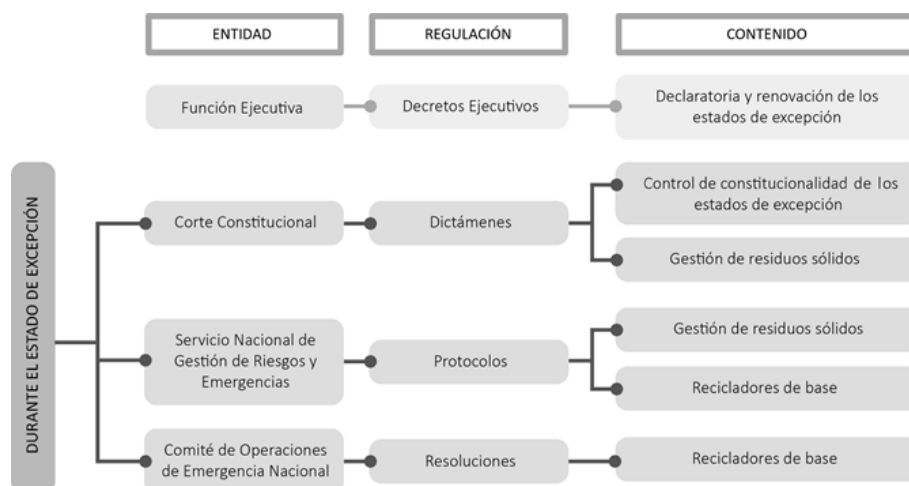 ENTIDAD
REGULACIÓN
CONTENIDO
Función Ejecutiva
Decretos Ejecutivos
Declaratoria y renovación de los
estados de excepción
DURANTE EL ESTADO DE EXCEPCIÓN
Corte Constitucional
Dictámenes
Control de constitucionalidad de los
estados de excepción
Gestión de residuos sólidos
Servicio Nacional de
Gestión de Riesgos y
Emergencias
Protocolos
Gestión de residuos sólidos
Recicladores de base
Comité de Operaciones
de Emergencia Nacional
Resoluciones
Recicladores de base